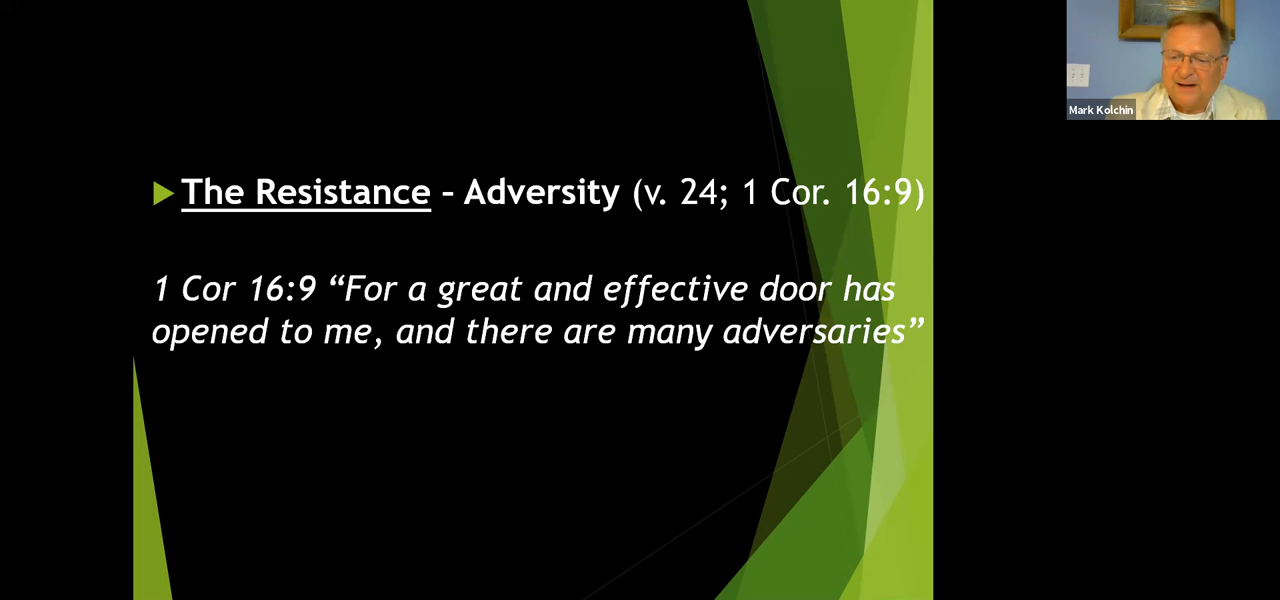 The Resistance – Adversity (v. 24; 1 Cor. 16:9)
1 Cor 16:9 “For a great and effective door has
opened to me, and there are many adversaries”
Mark Kolchin